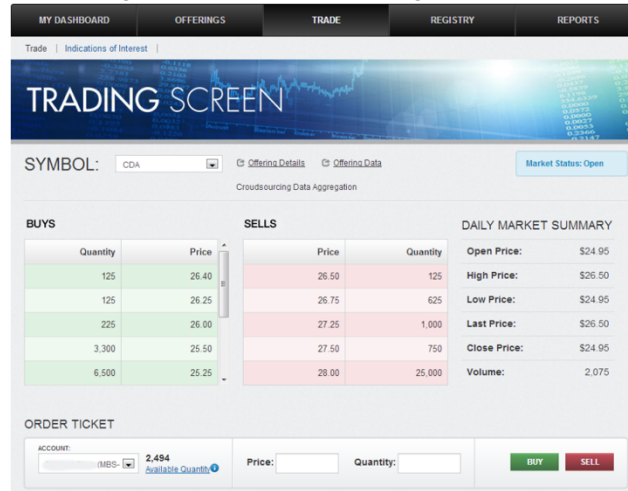 MY DASHBOARD OFFERINGS TRADE REGISTRY REPORTS
Trade | Indications of Interest |
TRADING SCREEN
SYMBOL: CDA Offering Details Offering Data Market Status: Open
Croudsourcing Data Aggregation
BUYS SELLS DAILY MARKET SUMMARY
Quantity Price Price Quantity Open Price: $24.95
125 26.40 26.50 125 High Price: $26.50
125 26.25 26.75 625 Low Price: $24.95
225 26.00 27.25 1,000 Last Price: $26.50
3,300 25.50 27.50 750 Close Price: $24.95
6,500 25.25 28.00 25,000 Volume: 2,075
ORDER TICKET
ACCOUNT:
(MBS- 2,494 Price: Quantity: BUY SELL
Available Quantity